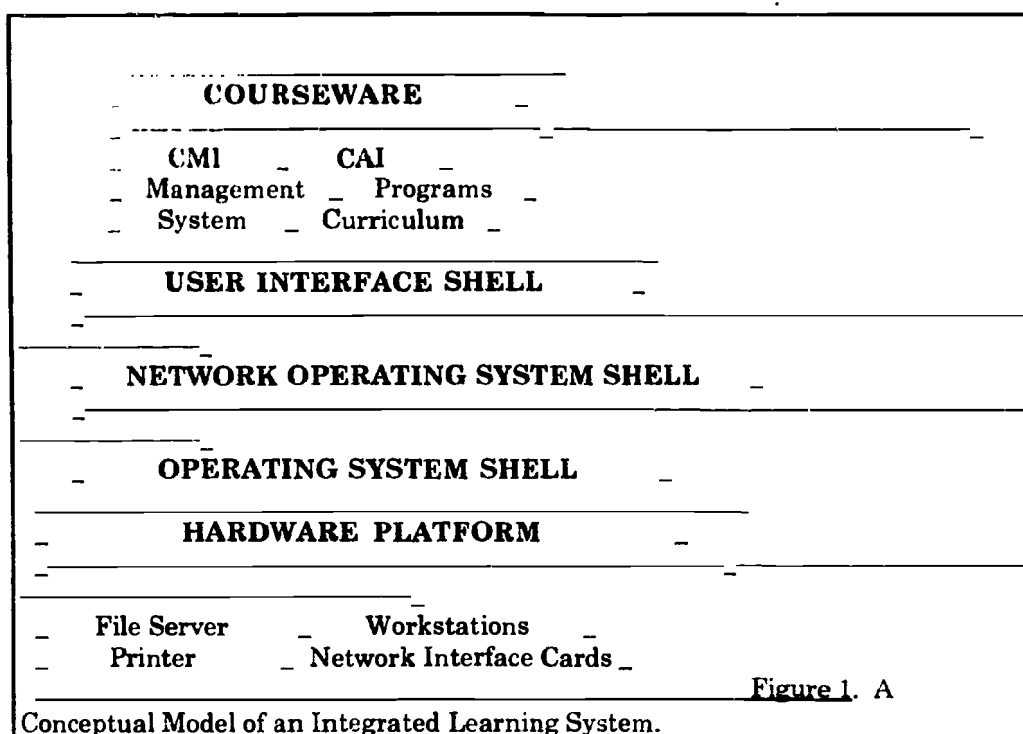 COURSEWARE
CMI CAI
Management Programs
System Curriculum
USER INTERFACE SHELL
NETWORK OPERATING SYSTEM SHELL
OPERATING SYSTEM SHELL
HARDWARE PLATFORM
File Server Workstations
Printer Network Interface Cards
Figure 1. A
Conceptual Model of an Integrated Learning System.